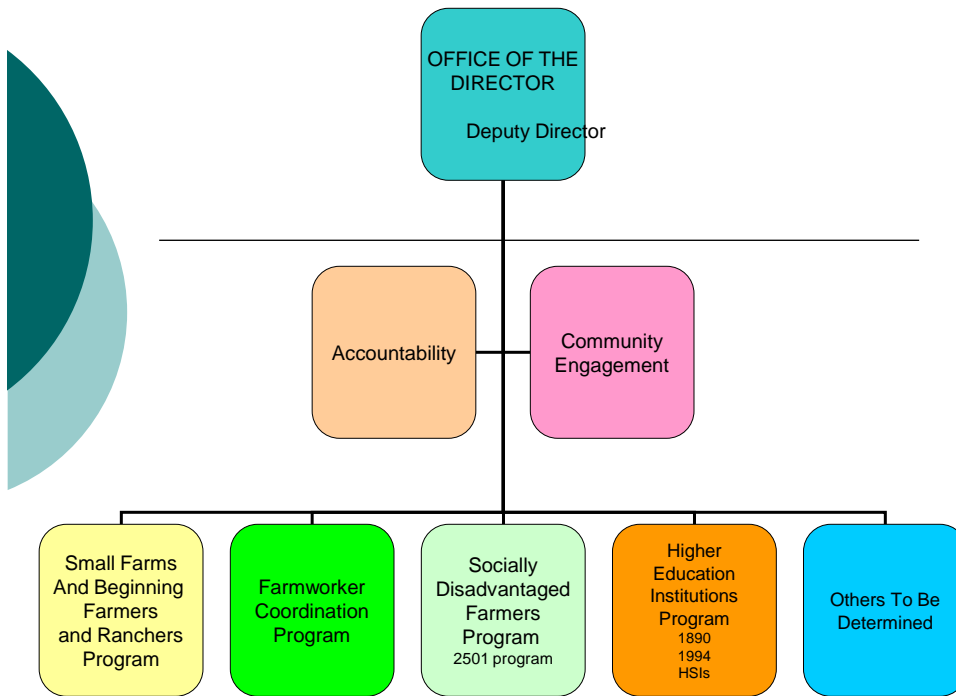 OFFICE OF THE
DIRECTOR
Deputy Director
Accountability
Community
Engagement
Small Farms
And Beginning
Farmers
and Ranchers
Program
Farmworker
Coordination
Program
Socially
Disadvantaged
Farmers
Program
2501 program
Higher
Education
Institutions
Program
1890
1994
HSIs
Others To Be
Determined